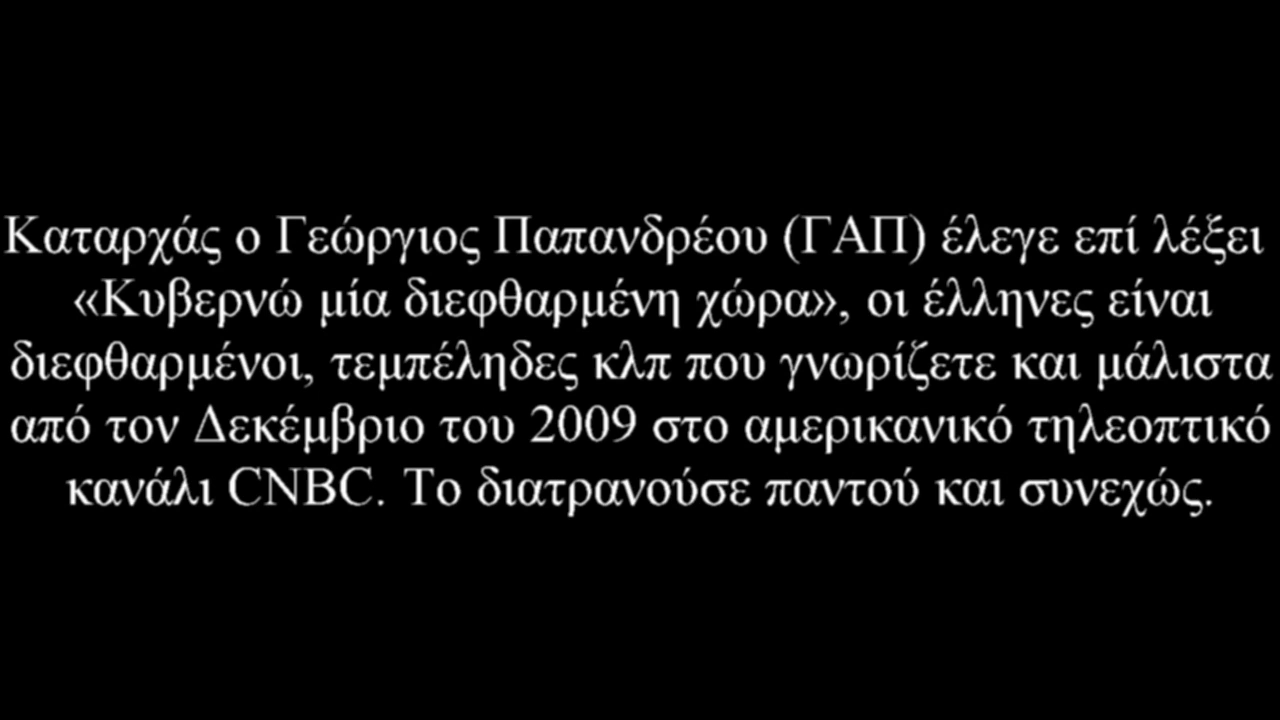 Καταρχάς ο Γεώργιος Παπανδρέου (ΓΑΠ) έλεγε επί λέξει
«Κυβερνώ μία διεφθαρμένη χώρα», οι έλληνες είναι
διεφθαρμένοι, τεμπέληδες κλπ που γνωρίζετε και μάλιστα
από τον Δεκέμβριο του 2009 στο αμερικανικό τηλεοπτικό
κανάλι CNBC. Το διατρανούσε παντού και συνεχώς.